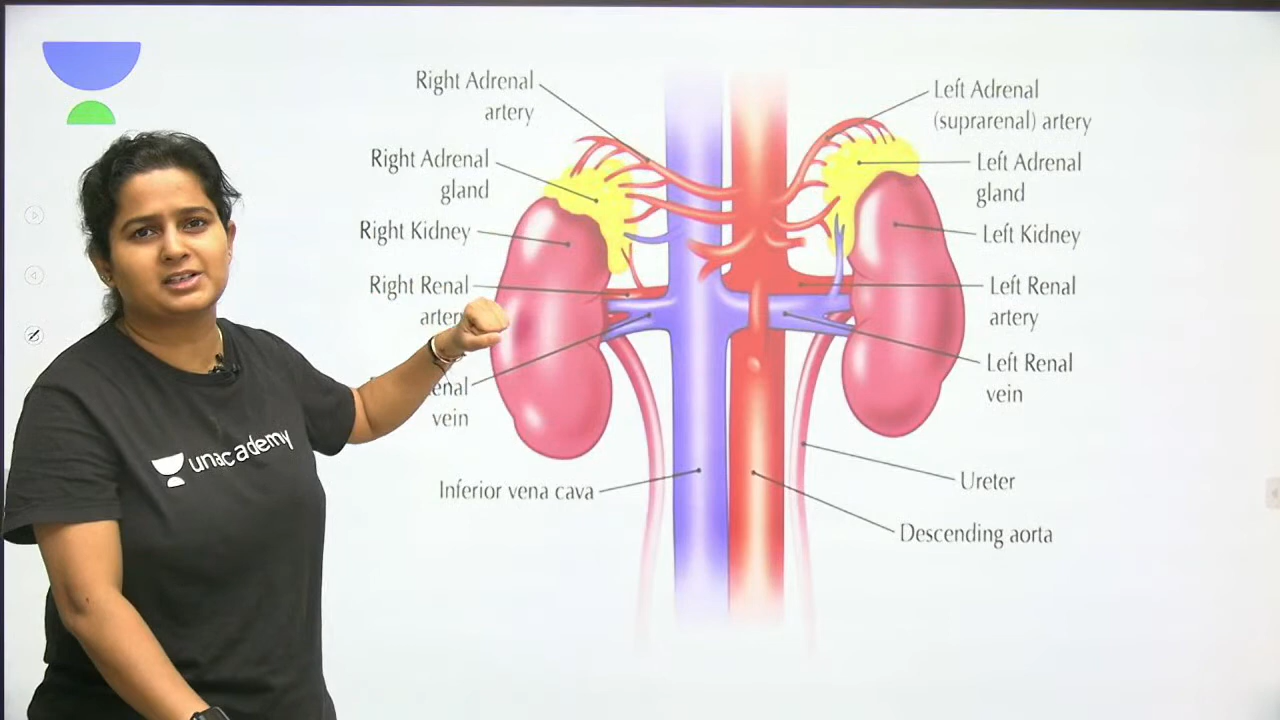 Right Adrenal
artery
Right Adrenal
gland
Right Kidney
Right Renal
vein
Inferior vena cava
Left Adrenal
(suprarenal) artery
Left Adrenal
gland
Left Kidney
Left Renal
artery
Left Renal
vein
Ureter
Descending aorta
unacademy